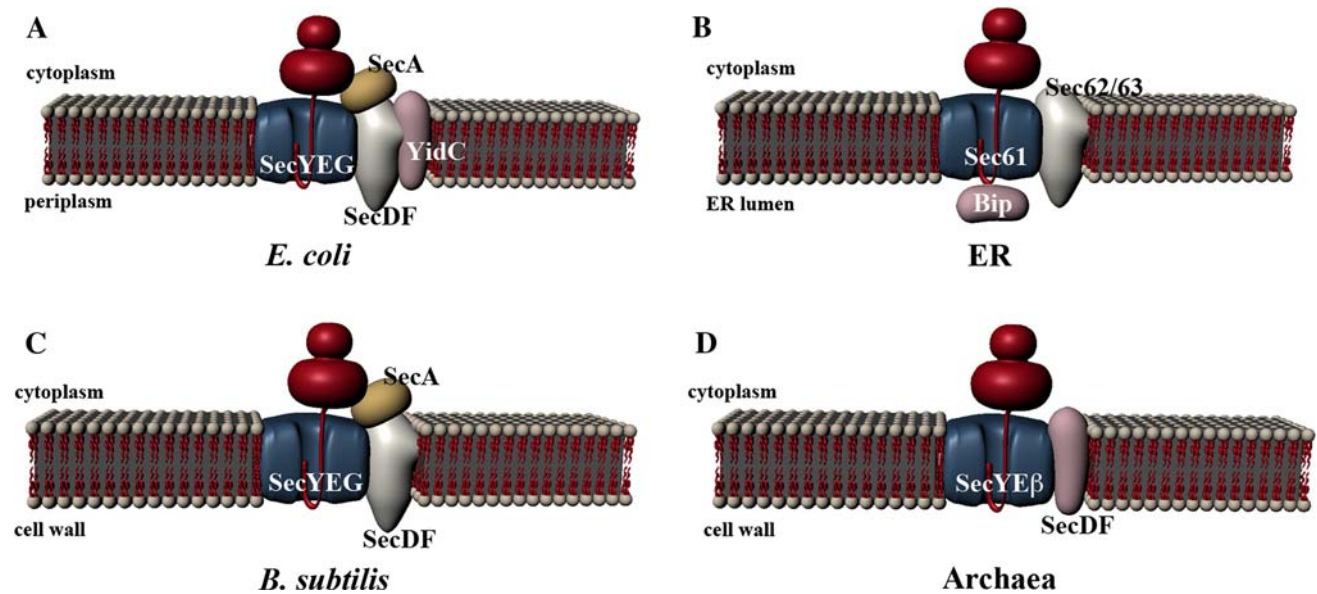 A
cytoplasm
SecA
SecYEG
YidC
periplasm
SecDF
E. coli
B
cytoplasm
Sec62/63
Sec61
ER lumen
Bip
ER
C
cytoplasm
SecA
SecYEG
cell wall
SecDF
B. subtilis
D
cytoplasm
SecYEβ
cell wall
SecDF
Archaea